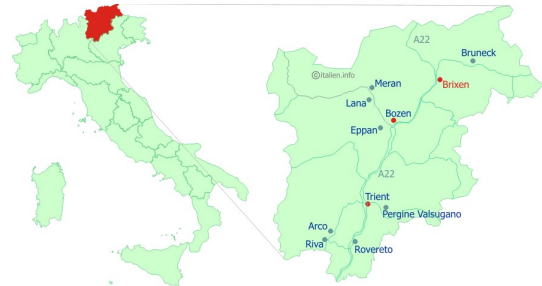 A22
Bruneck
©italien.info
Meran
Brixen
Lana
Bozen
Eppan
A22
Trient
Pergine Valsugano
Arco
Riva
Rovereto